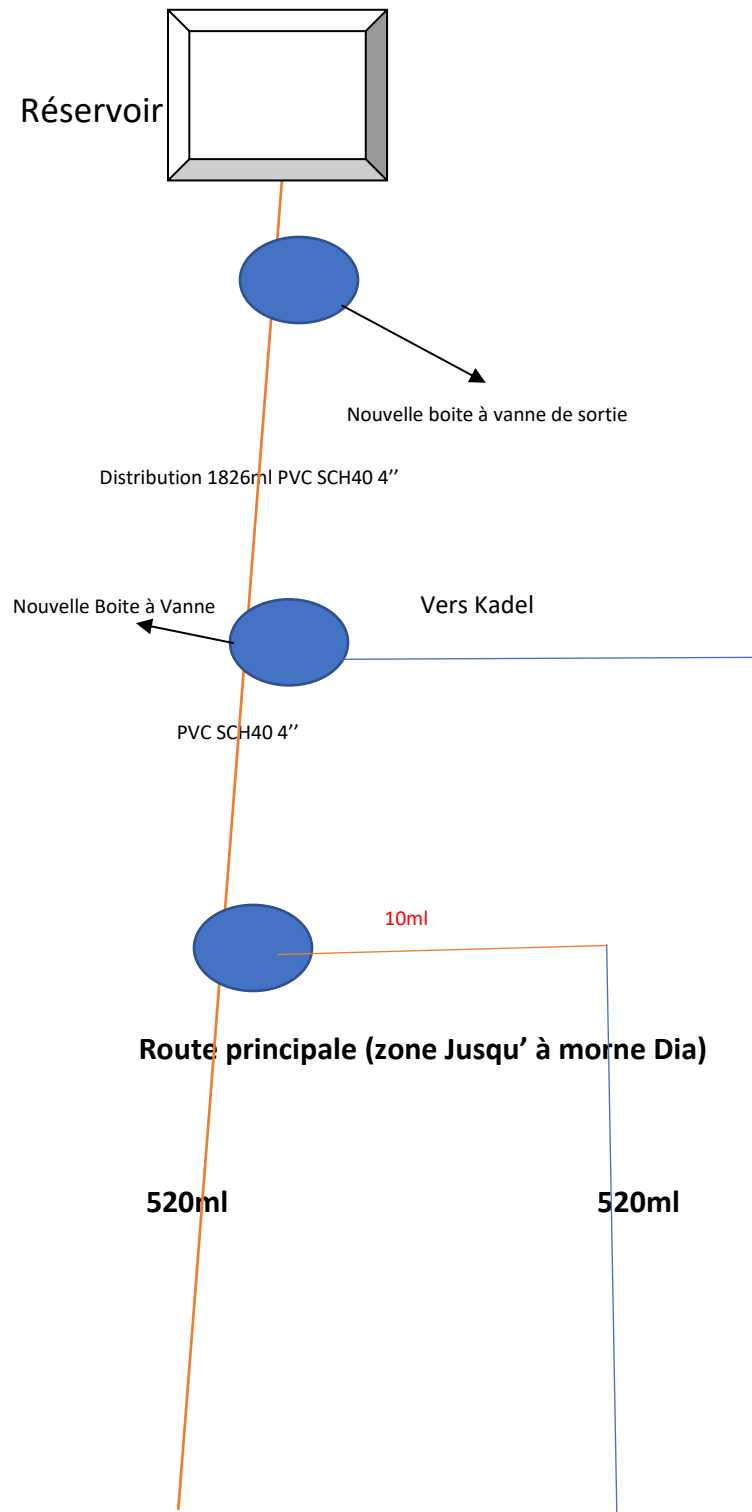 Réservoir
Nouvelle boite à vanne de sortie
Distribution 1826ml PVC SCH40 4’’
Nouvelle Boite à Vanne
Vers Kadel
PVC SCH40 4’’
10ml
Route principale (zone Jusqu’ à morne Dia)
520ml
520ml